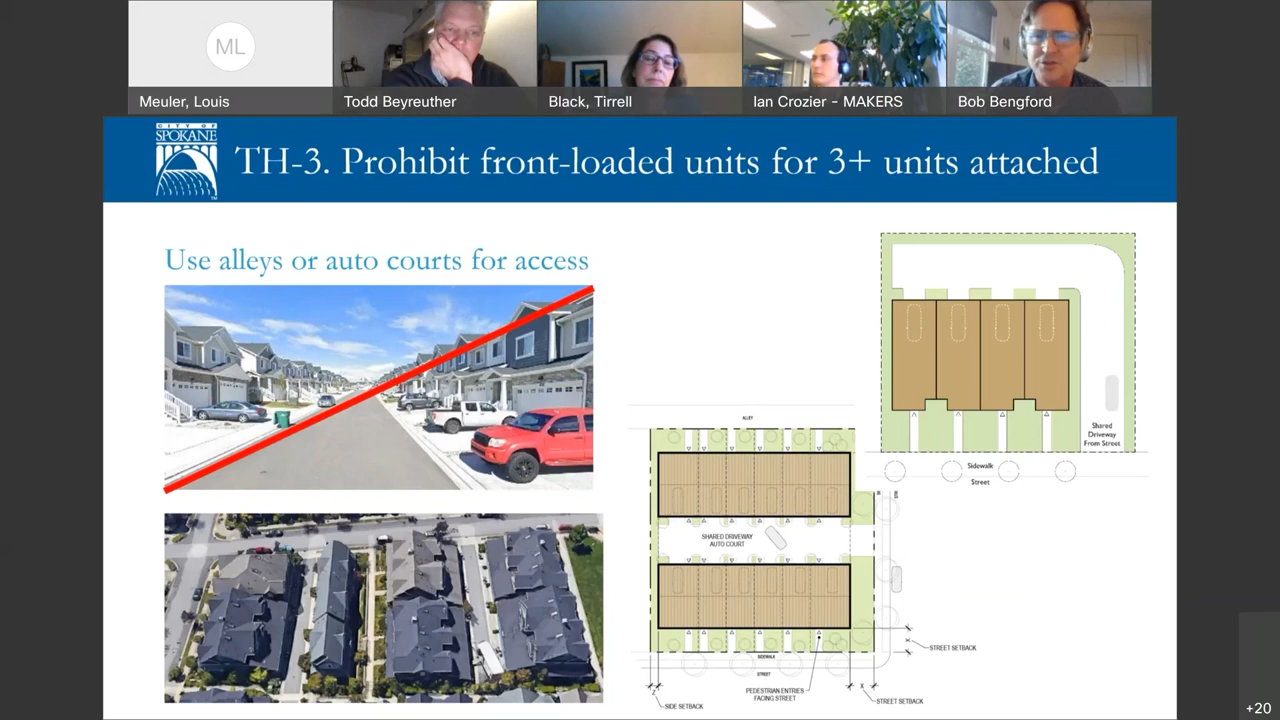 ML
Meuler, Louis
Todd Beyreuther
Black, Tirrell
Ian Crozier - MAKERS
Bob Bengford
CITY OF
SPOKANE
TH-3. Prohibit front-loaded units for 3+ units attached
Use alleys or auto courts for access
Shared
Driveway
From Street
Sidewalk
Street
ALLEY
SHARED DRIVEWAY
AUTO COURT
SIDEWALK
STREET
PEDESTRIAN ENTRIES
FACING STREET
SIDE SETBACK
X
X
STREET SETBACK
STREET SETBACK
+20